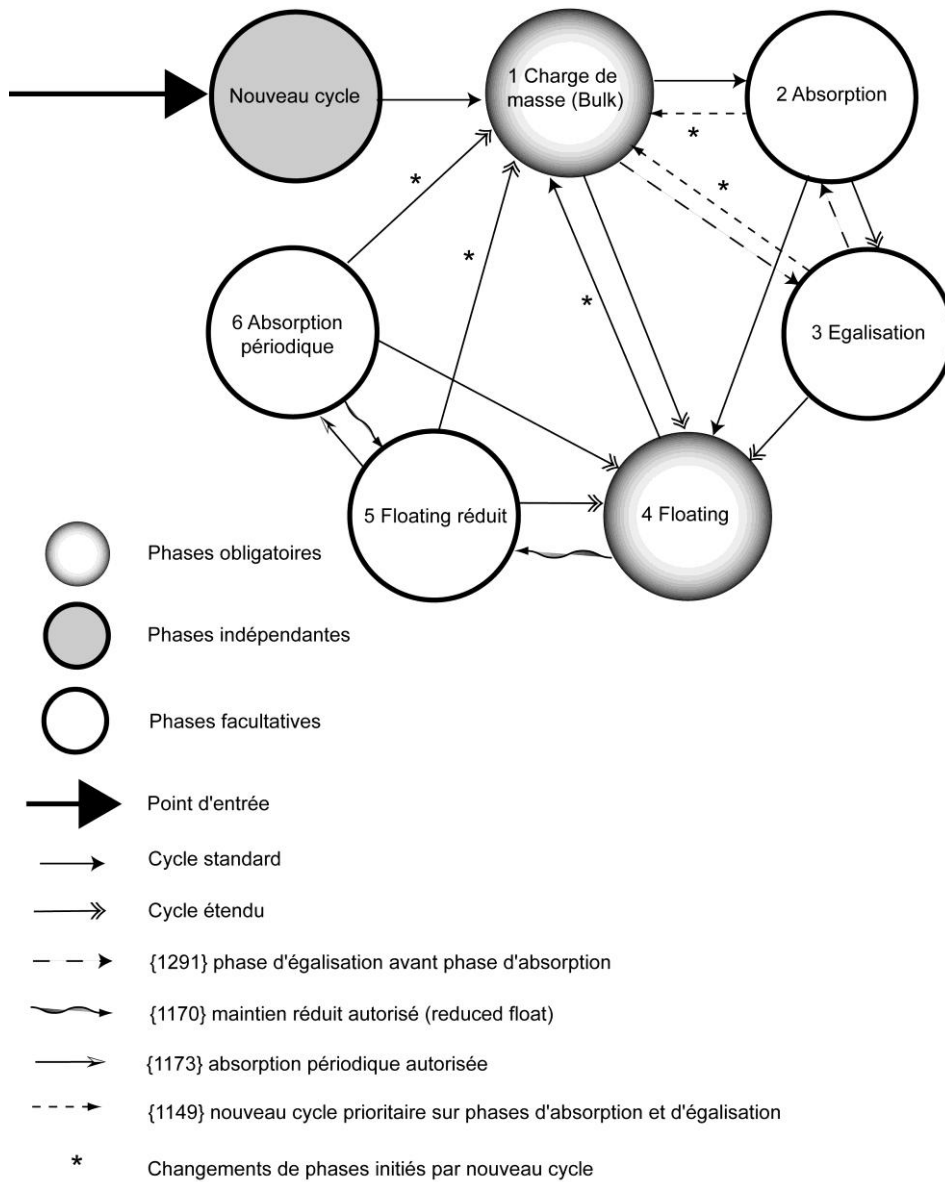 Nouveau cycle
1 Charge de
masse (Bulk)
2 Absorption
*
*
*
*
*
6 Absorption
périodique
3 Egalisation
5 Floating réduit
4 Floating
Phases obligatoires
Phases indépendantes
Phases facultatives
Point d'entrée
Cycle standard
Cycle étendu
{1291} phase d'égalisation avant phase d'absorption
{1170} maintien réduit autorisé (reduced float)
{1173} absorption périodique autorisée
{1149} nouveau cycle prioritaire sur phases d'absorption et d'égalisation
* Changements de phases initiés par nouveau cycle